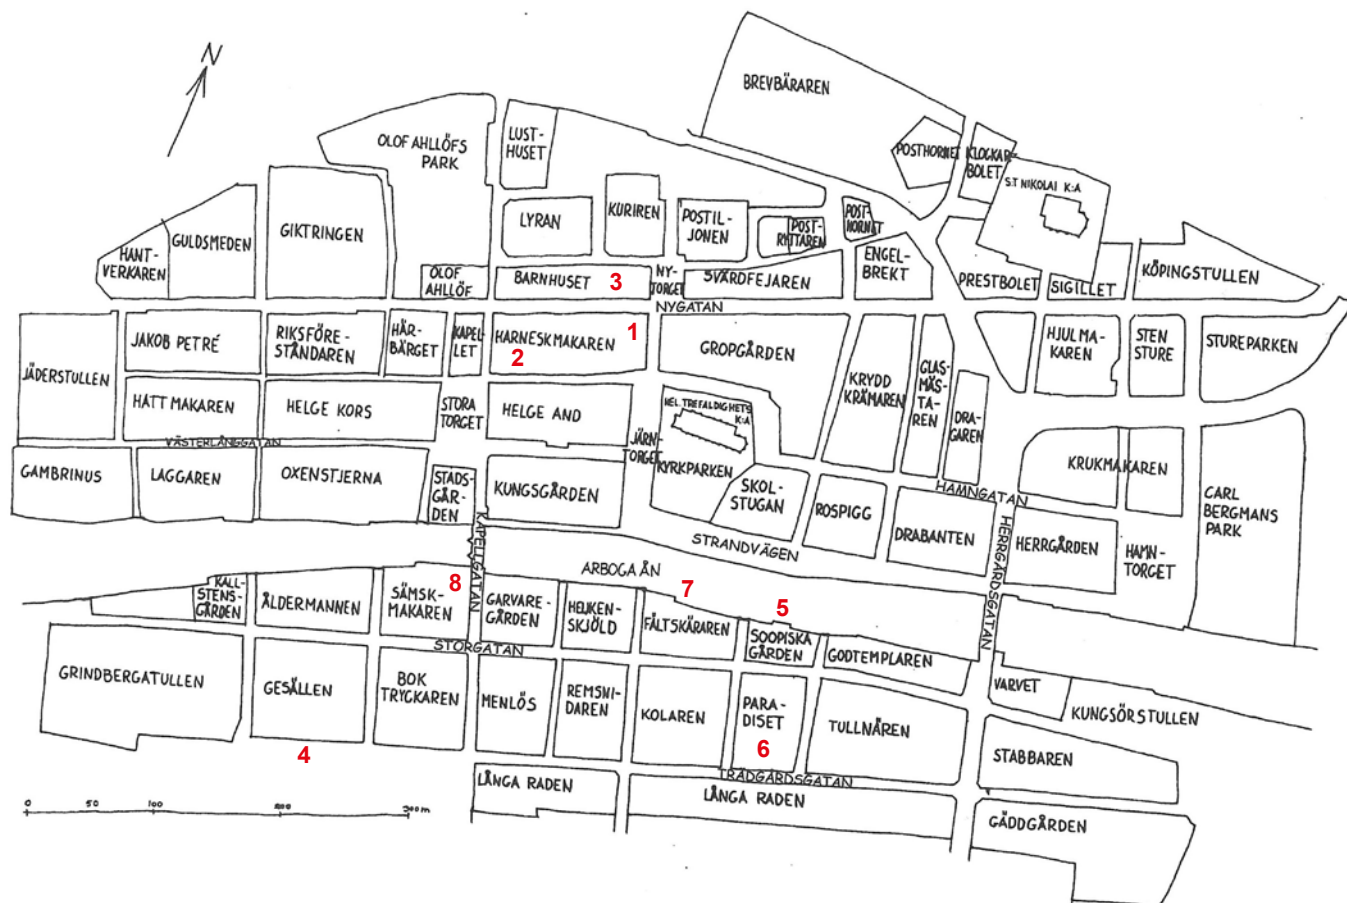 N
BREVBÄRAREN
OLOF AHLLÖFS
PARK
LUST-
HUSET
POSTHORNET
KLOCKAR-
BOLET
S:T NIKOLAI K:A
HANT-
VERKAREN
GULDSMEDEN
GIKTRINGEN
LYRAN
KURIREN
POSTIL-
JONEN
POST-
RYTTAREN
POST-
HORNET
ENGEL-
BREKT
PRESTBOLET
SIGILLET
KÖPINGSTULLEN
OLOF
AHLLÖF
BARNHUSET
3
NY-
TORGET
SVÄRDFEJAREN
NYGATAN
JÄDERSTULLEN
JAKOB PETRÉ
RIKSFÖRE-
STÅNDAREN
HÄR-
BÄRGET
KAPEL-
LET
HARNESKMAKAREN
1
2
GROPGÅRDEN
KRYDD
KRÄMAREN
GLAS-
MÄS-
TA-
REN
DRA-
GAREN
HJULMA-
KAREN
STEN
STURE
STUREPARKEN
HATTMAKAREN
HELGE KORS
STORA
TORGET
HELGE AND
HEL. TREFALDIGHETS
K:A
JÄRN-
TORGET
KYRKPARKEN
VÄSTERLÅNGGATAN
GAMBRINUS
LAGGAREN
OXENSTJERNA
STADS-
GÅR-
DEN
KUNGSGÅRDEN
SKOL-
STUGAN
ROSPIGG
DRABANTEN
HAMNGATAN
KRUKMAKAREN
HERRGÅRDEN
HAMN-
TORGET
CARL
BERGMANS
PARK
STRANDVÄGEN
KAPELLGATAN
HERRGÅRDSGATAN
ARBOGA ÅN
KALL-
STENS-
GÅRDEN
ÅLDERMANNEN
SÄMSK-
MAKAREN
8
GARVARE-
GÅRDEN
HEIJKEN-
SKJÖLD
7
FÄLTSKÄRAREN
5
SOOPISKA
GÅRDEN
GODTEMPLAREN
STORGATAN
GRINDBERGATULLEN
GESÄLLEN
BOK
TRYCKAREN
MENLÖS
REMSNI-
DAREN
KOLAREN
PARA-
DISET
6
TULLNÄREN
VARVET
KUNGSÖRSTULLEN
STABBAREN
4
TRÄDGÅRDSGATAN
LÅNGA RADEN
LÅNGA RADEN
GÄDDGÅRDEN
0 50 100 200 300m